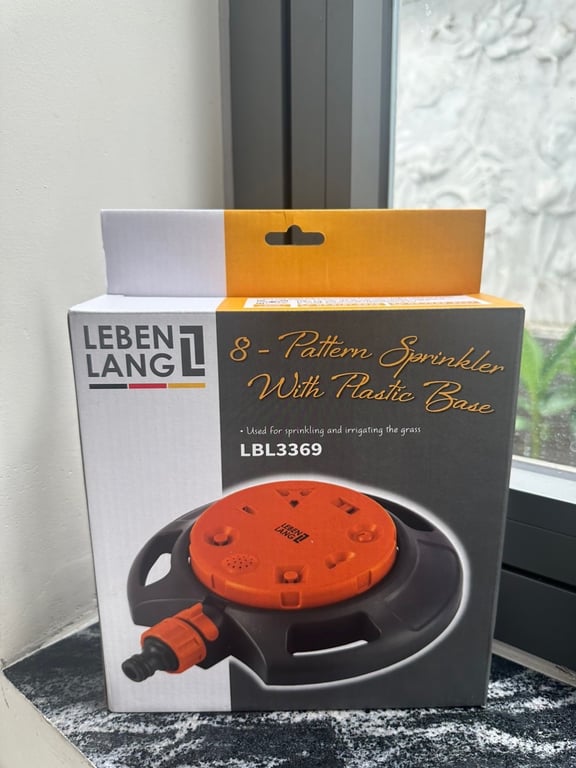 LEBEN
LANG
8 - Pattern Sprinkler
With Plastic Base
• Used for sprinkling and irrigating the grass
LBL3369
LEBEN
LANG